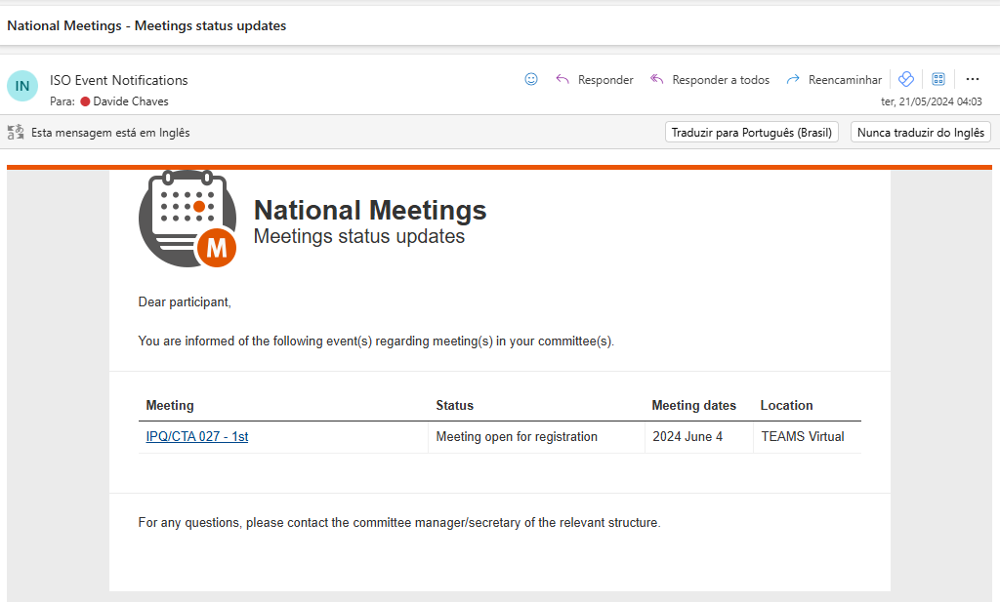 National Meetings - Meetings status updates
IN
ISO Event Notifications
Responder
Responder a todos
Reencaminhar
Para: Davide Chaves
ter, 21/05/2024 04:03
Esta mensagem está em Inglês
Traduzir para Português (Brasil)
Nunca traduzir do Inglês
M
National Meetings
Meetings status updates
Dear participant,
You are informed of the following event(s) regarding meeting(s) in your committee(s).
Meeting Status Meeting dates Location
IPQ/CTA 027 - 1st Meeting open for registration 2024 June 4 TEAMS Virtual
For any questions, please contact the committee manager/secretary of the relevant structure.